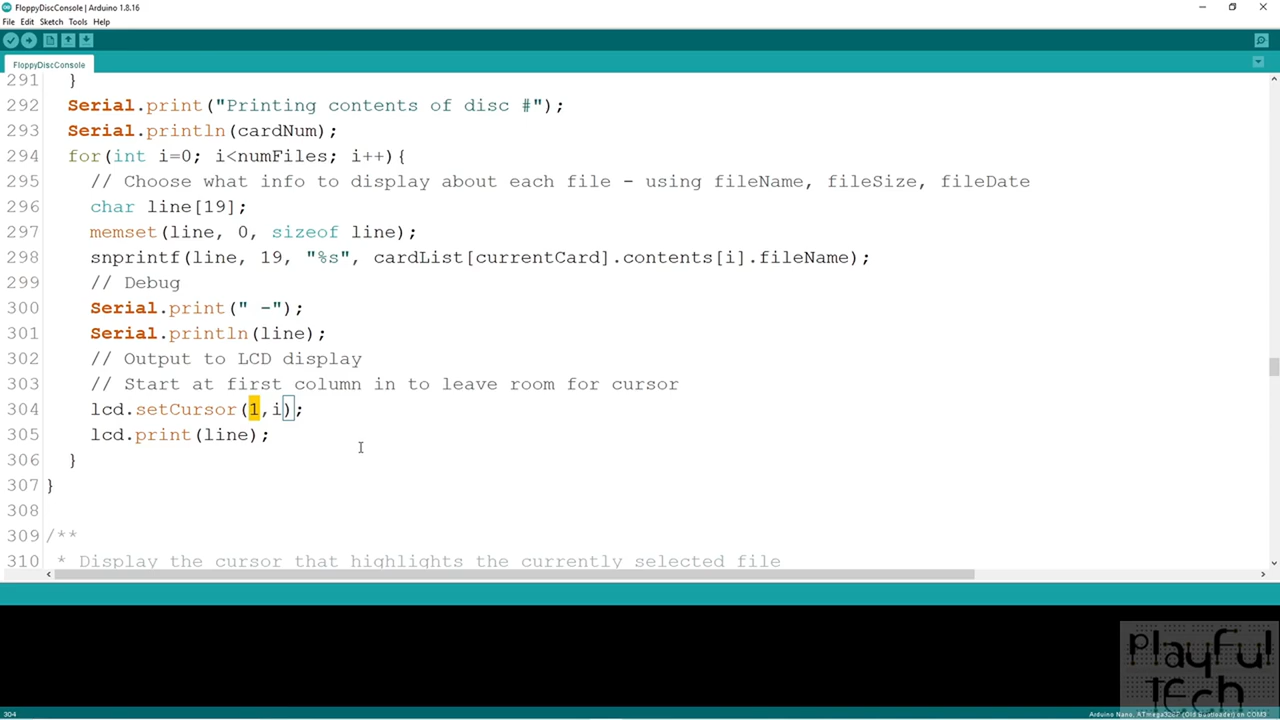 FloppyDiscConsole | Arduino 1.8.16
File Edit Sketch Tools Help
FloppyDiscConsole
291 }
292 Serial.print("Printing contents of disc #");
293 Serial.println(cardNum);
294 for(int i=0; i<numFiles; i++){
295 // Choose what info to display about each file - using fileName, fileSize, fileDate
296 char line[19];
297 memset(line, 0, sizeof line);
298 snprintf(line, 19, "%s", cardList[currentCard].contents[i].fileName);
299 // Debug
300 Serial.print(" -");
301 Serial.println(line);
302 // Output to LCD display
303 // Start at first column in to leave room for cursor
304 lcd.setCursor(1,i);
305 lcd.print(line);
306 }
307 }
308
309 /**
310 * Display the cursor that highlights the currently selected file
PlayFul
TEch
304
Arduino Nano, on COM3